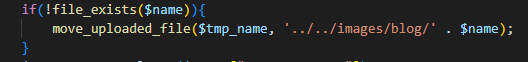 if(!file_exists($name)){
move_uploaded_file($tmp_name, '../../images/blog/' . $name);
}